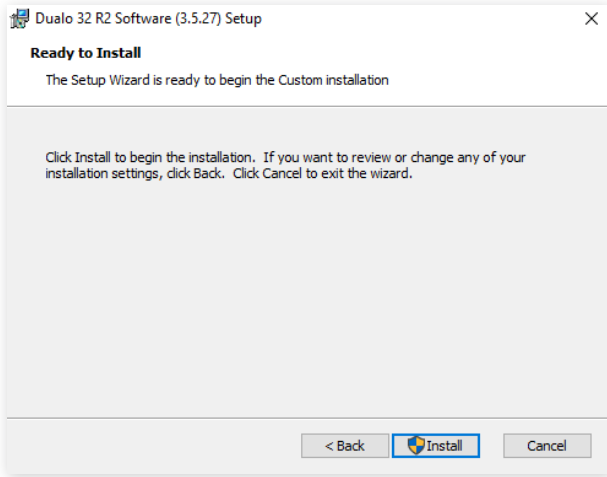 Dualo 32 R2 Software (3.5.27) Setup
Ready to Install
The Setup Wizard is ready to begin the Custom installation
Click Install to begin the installation.  If you want to review or change any of your
installation settings, click Back.  Click Cancel to exit the wizard.
< Back Install Cancel